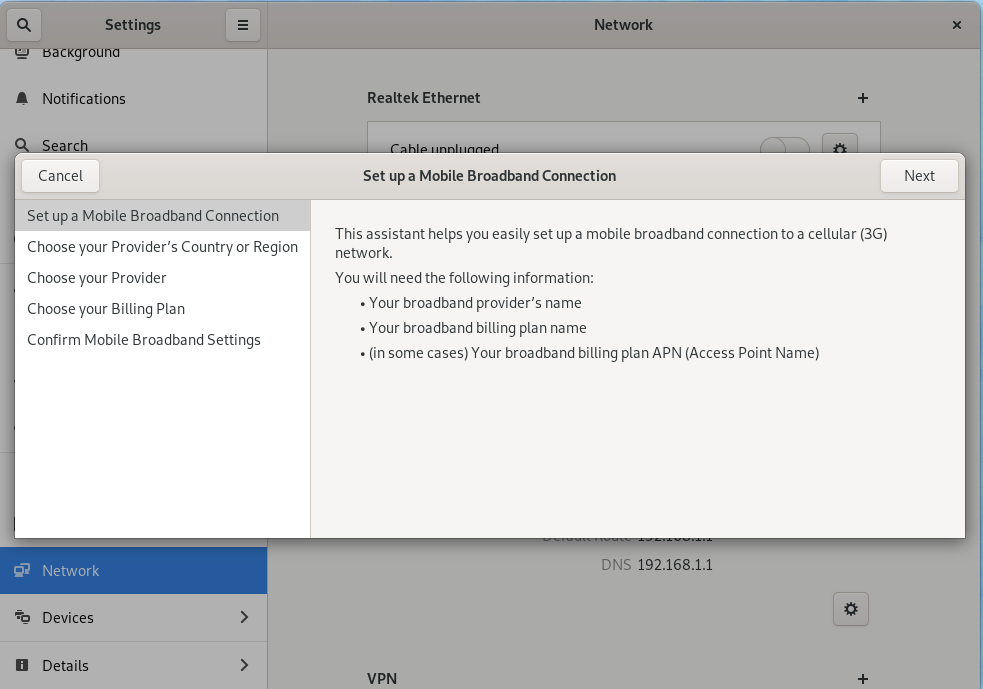 Settings
Network
Background
Notifications
Search
Realtek Ethernet
Cable unplugged
Cancel
Set up a Mobile Broadband Connection
Next
Set up a Mobile Broadband Connection
Choose your Provider’s Country or Region
Choose your Provider
Choose your Billing Plan
Confirm Mobile Broadband Settings
This assistant helps you easily set up a mobile broadband connection to a cellular (3G)
network.
You will need the following information:
• Your broadband provider’s name
• Your broadband billing plan name
• (in some cases) Your broadband billing plan APN (Access Point Name)
Default Route 192.168.1.1
DNS 192.168.1.1
Network
Devices
Details
VPN